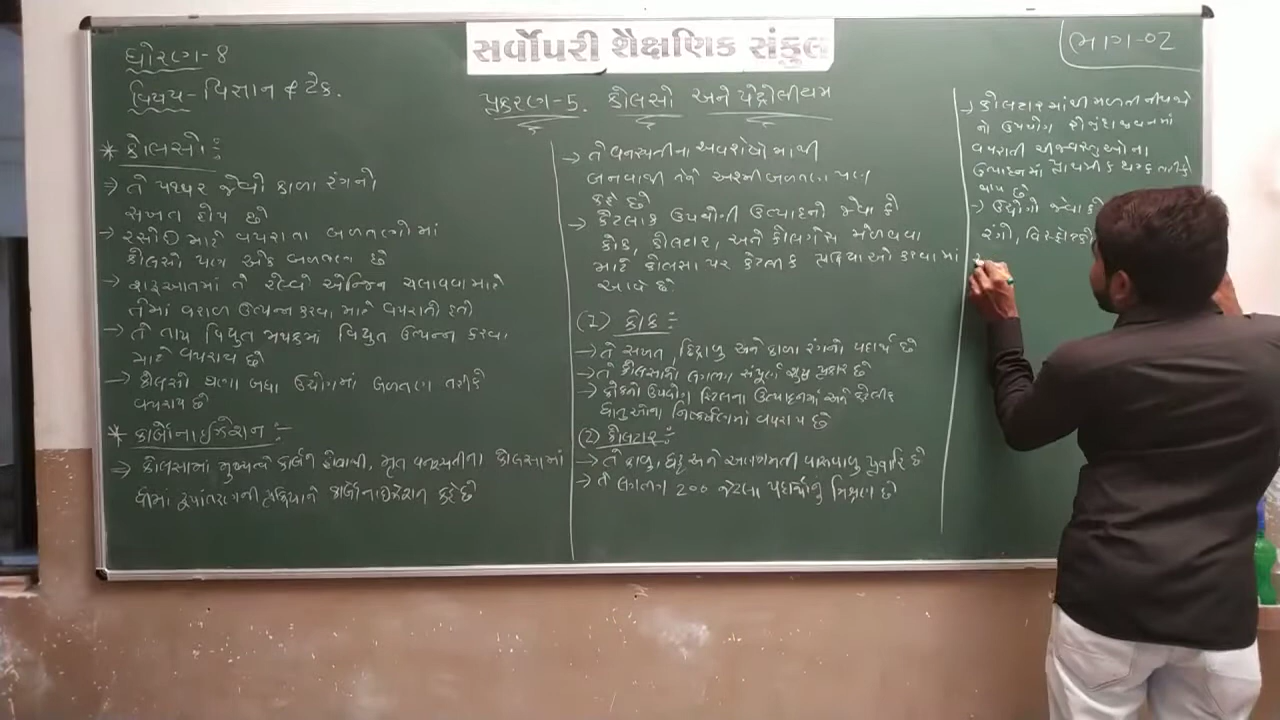 સર્વોપરી શૈક્ષણિક સંકુલ
ભાગ-02
ધોરણ-8
વિષય-વિજ્ઞાન & ટેક.
પ્રકરણ-5. કોલસો અને પેટ્રોલીયમ
* કોલસો:
→ તે પથ્થર જેવો કાળા રંગનો
સખત હોય છે
→ રસોઈ માટે વપરાતા બળતણોમાં
કોલસો પણ એક બળતણ છે
→ શરૂઆતમાં તે રેલ્વે એન્જિન ચલાવવા માટે
તેમાં વરાળ ઉત્પન્ન કરવા માટે વપરાતો હતો
→ તે તાપ વિદ્યુત મથકમાં વિદ્યુત ઉત્પન્ન કરવા
માટે વપરાય છે
→ કોલસો ઘણા બધા ઉદ્યોગમાં બળતણ તરીકે
વપરાય છે
* કાર્બોનાઇઝેશન:-
→ કોલસામાં મુખ્યત્વે કાર્બન હોવાથી, મૃત વનસ્પતિના કોલસામાં
ધીમાં રૂપાંતરણની પ્રક્રિયાને કાર્બોનાઇઝેશન કહે છે
→ તે વનસ્પતીના અવશેષોમાંથી
બનવાથી તેને અશ્મી બળતણ પણ
કહે છે
→ કેટલાક ઉપયોગી ઉત્પાદનો જેવા કે
કોક, કોલટાર, અને કોલગેસ મેળવવા
માટે કોલસા પર કેટલીક પ્રક્રિયાઓ કરવામાં
આવે છે.
(1) કોક:-
→ તે સખત, છિદ્રાળુ અને કાળા રંગનો પદાર્થ છે
→ તે કોલસાનો લગભગ સંપૂર્ણ શુદ્ધ પ્રકાર છે
→ કોકનો ઉપયોગ સ્ટિલના ઉત્પાદનમાં અને કેટલીક
ધાતુઓના નિષ્કર્ષણમાં વપરાય છે
(2) કોલટાર:-
→ તે કાળુ, ઘટ્ટ અને અણગમતી વાસવાળુ પ્રવાહિ છે
→ તે લગભગ 200 જેટલા પદાર્થોનું મિશ્રણ છે
→ કોલટારમાંથી મળતી નીપજો
નો ઉપયોગ રોજીંદા જીવનમાં
વપરાતી ચીજવસ્તુઓના
ઉત્પાદનમાં પ્રાથમીક ઘટક તરીકે
થાય છે
→ ઉદ્યોગો જેવા કે
રંગો, વિસ્ફોટકો